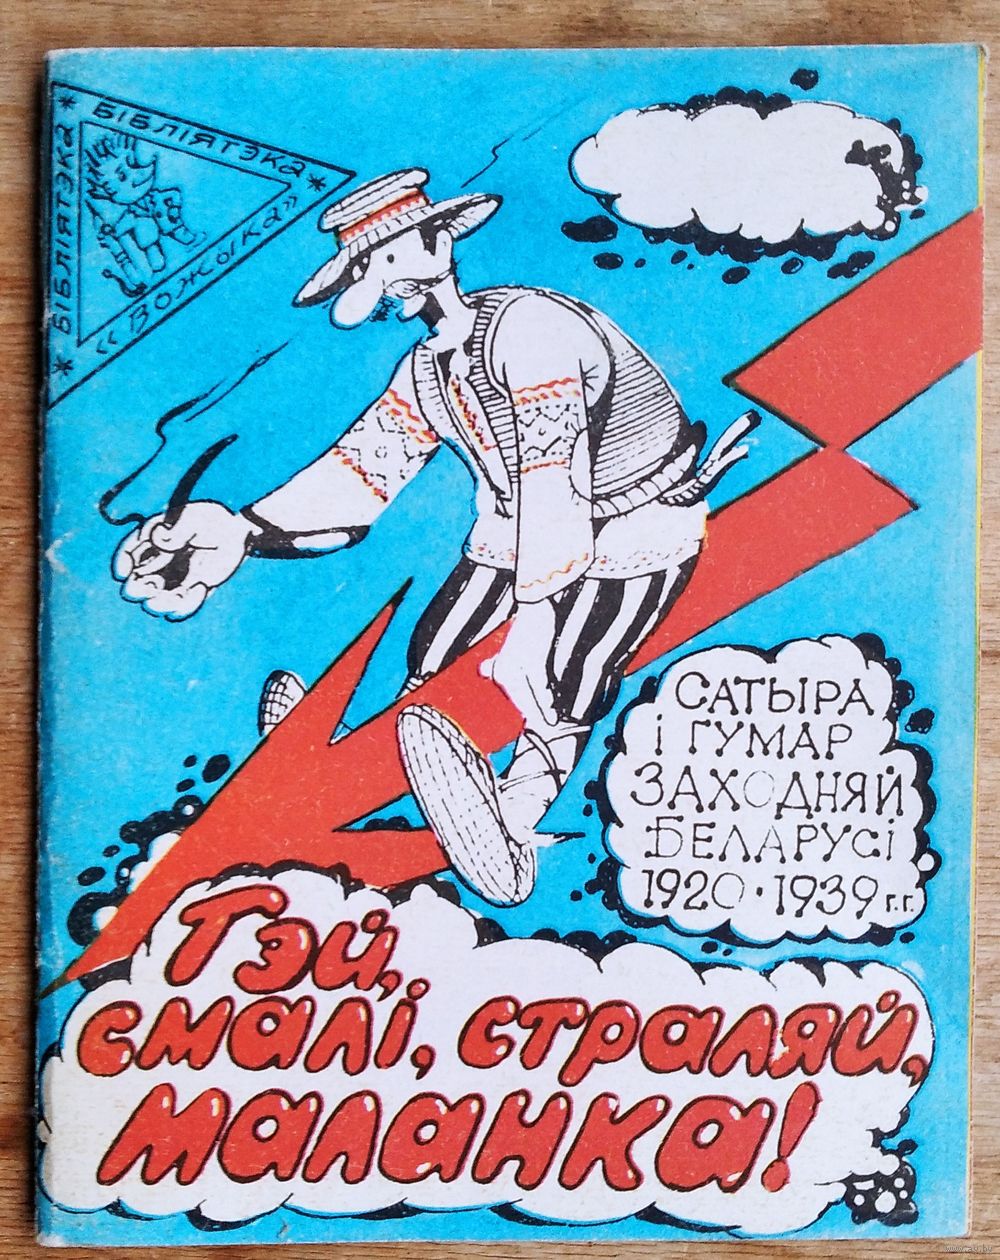 * БІБЛІЯТЭКА *
БІБЛІЯТЭКА
«ВОЖЫКА»
САТЫРА
І ГУМАР
ЗАХОДНЯЙ
БЕЛАРУСІ
1920 · 1939 г.г.
Гэй,
смалі, страляй,
маланка!